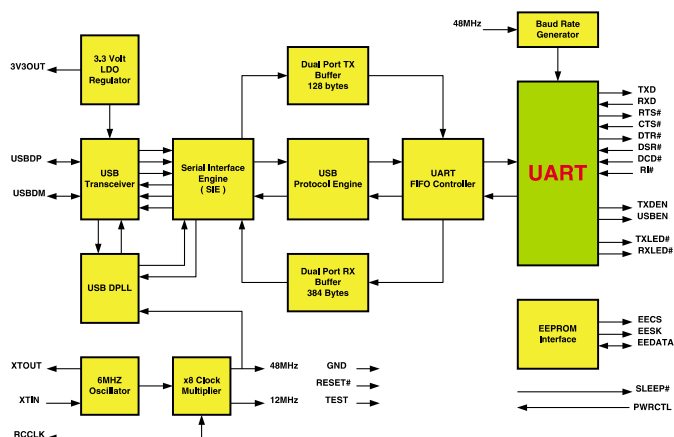 48MHz
Baud Rate
Generator
3.3 Volt
LDO
Regulator
3V3OUT
Dual Port TX
Buffer
128 bytes
TXD
RXD
RTS#
CTS#
DTR#
DSR#
DCD#
RI#
USBDP
USBDM
USB
Transceiver
Serial Interface
Engine
( SIE )
USB
Protocol Engine
UART
FIFO Controller
UART
TXDEN
USBEN
TXLED#
RXLED#
USB DPLL
Dual Port RX
Buffer
384 Bytes
EEPROM
Interface
EECS
EESK
EEDATA
XTOUT
XTIN
6MHZ
Oscillator
x8 Clock
Multiplier
48MHz
12MHz
GND
RESET#
TEST
SLEEP#
PWRCTL
RCCLK